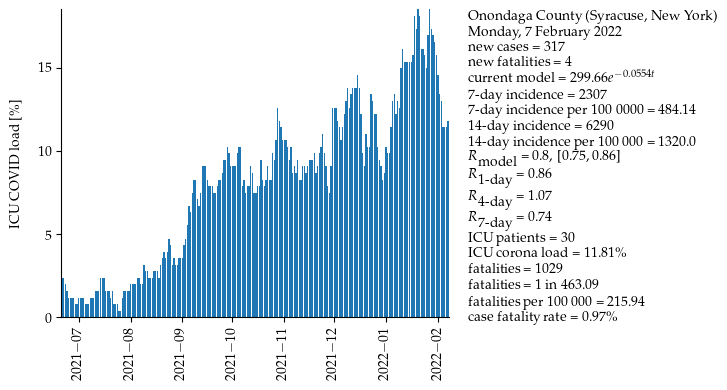 ICU COVID load [%]
15
10
5
0
2021−07
2021−08
2021−09
2021−10
2021−11
2021−12
2022−01
2022−02
Onondaga County (Syracuse, New York)
Monday, 7 February 2022
new cases = 317
new fatalities = 4
current model = 299.66e^−0.0554t
7-day incidence = 2307
7-day incidence per 100 0000 = 484.14
14-day incidence = 6290
14-day incidence per 100 000 = 1320.0
R_model = 0.8, [0.75, 0.86]
R_1-day = 0.86
R_4-day = 1.07
R_7-day = 0.74
ICU patients = 30
ICU corona load = 11.81%
fatalities = 1029
fatalities = 1 in 463.09
fatalities per 100 000 = 215.94
case fatality rate = 0.97%